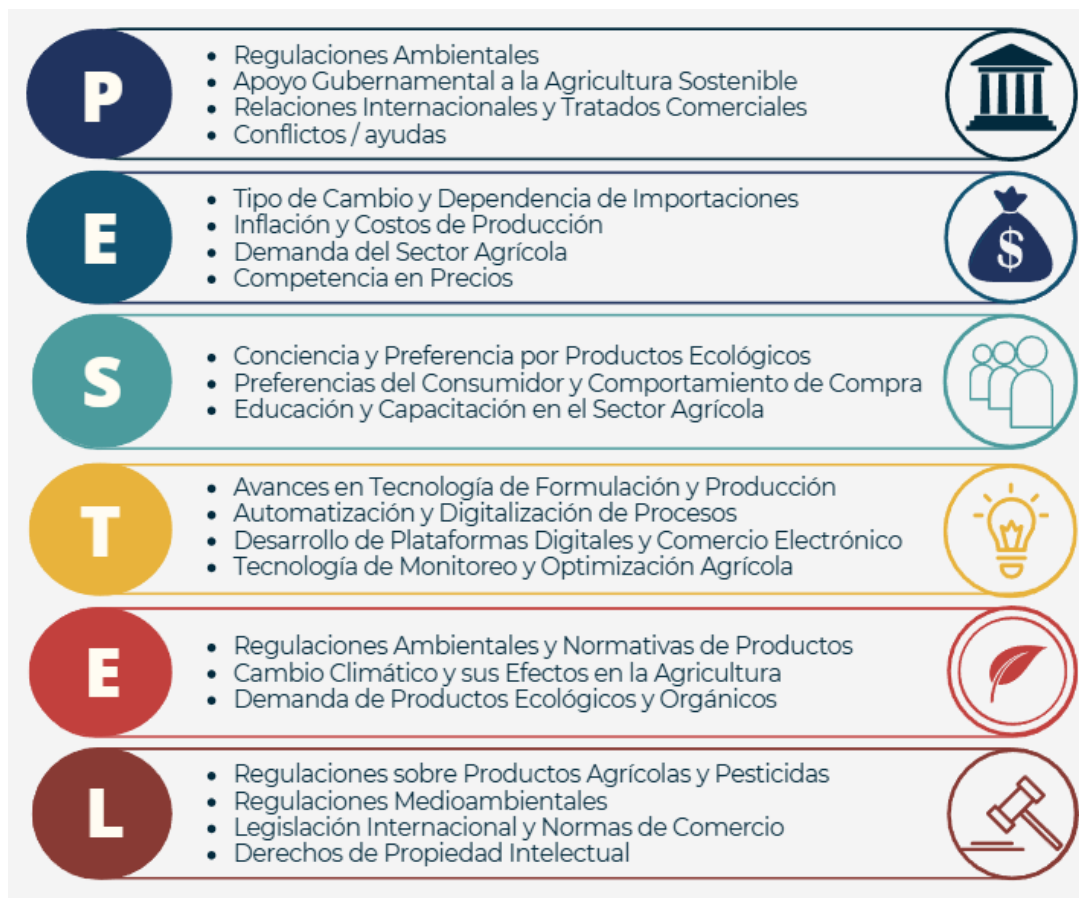 P
• Regulaciones Ambientales
• Apoyo Gubernamental a la Agricultura Sostenible
• Relaciones Internacionales y Tratados Comerciales
• Conflictos / ayudas
E
• Tipo de Cambio y Dependencia de Importaciones
• Inflación y Costos de Producción
• Demanda del Sector Agrícola
• Competencia en Precios
$
S
• Conciencia y Preferencia por Productos Ecológicos
• Preferencias del Consumidor y Comportamiento de Compra
• Educación y Capacitación en el Sector Agrícola
T
• Avances en Tecnología de Formulación y Producción
• Automatización y Digitalización de Procesos
• Desarrollo de Plataformas Digitales y Comercio Electrónico
• Tecnología de Monitoreo y Optimización Agrícola
E
• Regulaciones Ambientales y Normativas de Productos
• Cambio Climático y sus Efectos en la Agricultura
• Demanda de Productos Ecológicos y Orgánicos
L
• Regulaciones sobre Productos Agrícolas y Pesticidas
• Regulaciones Medioambientales
• Legislación Internacional y Normas de Comercio
• Derechos de Propiedad Intelectual